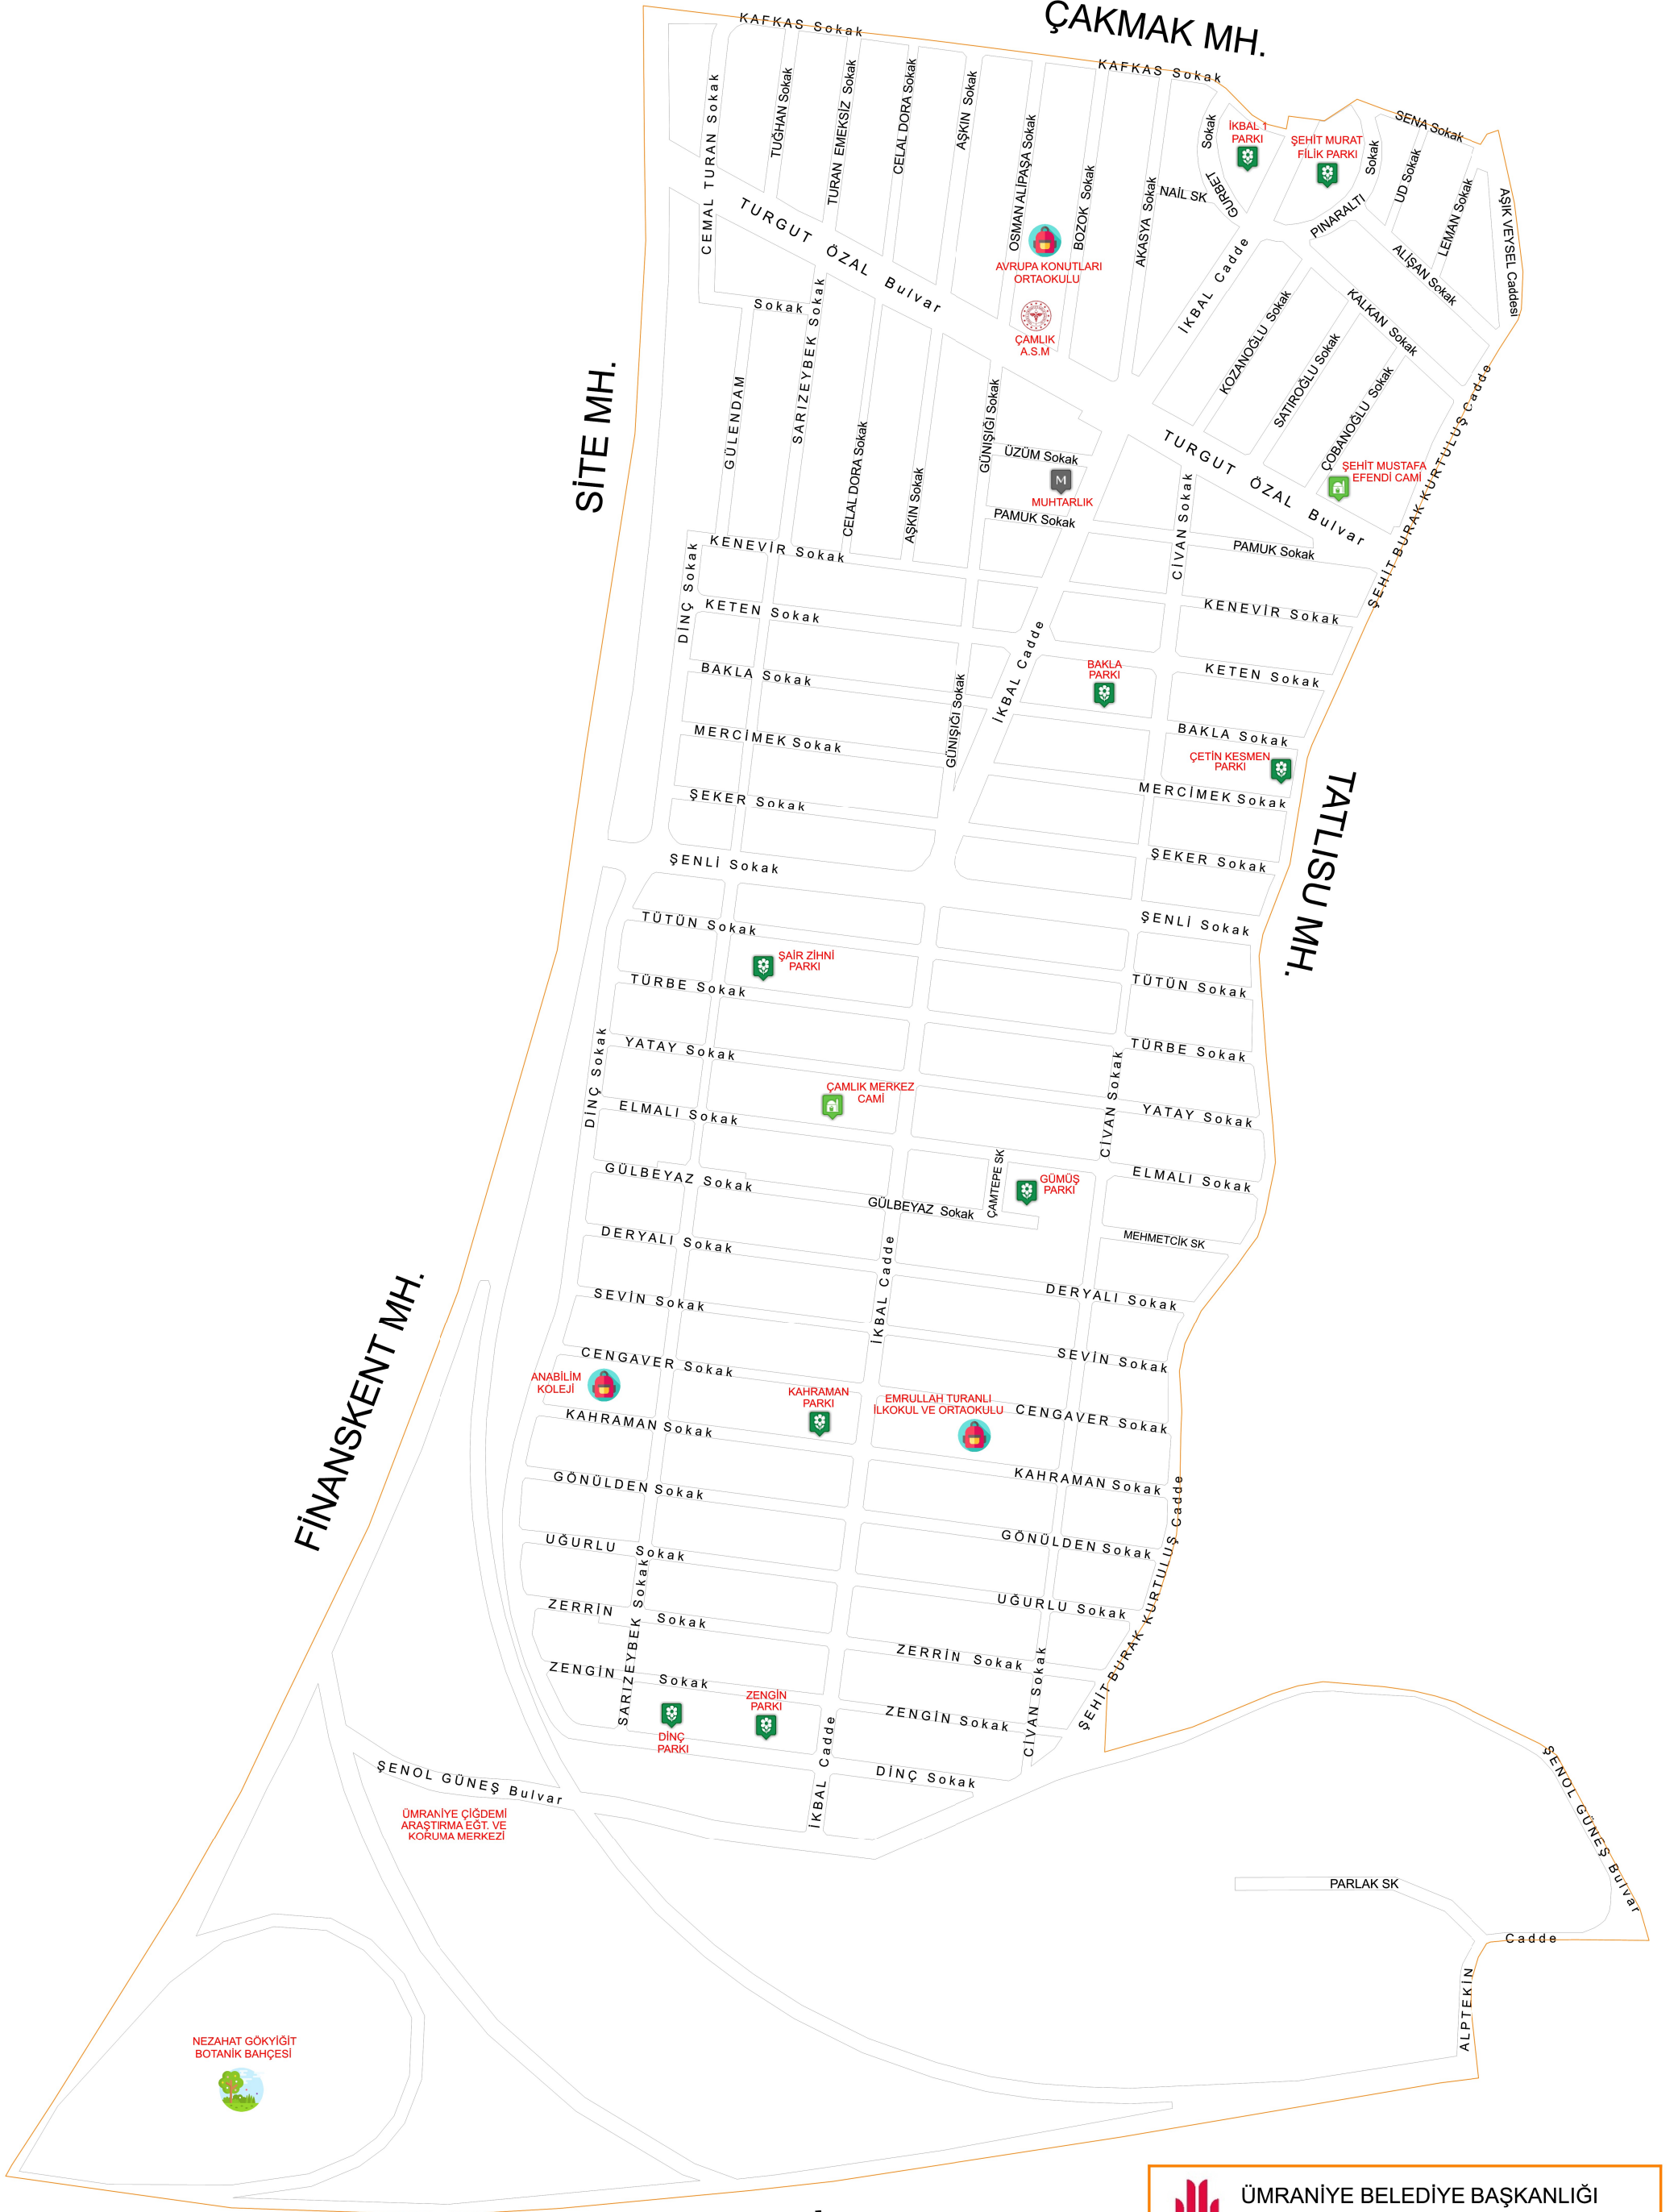 ÇAKMAK MH.
KAFKAS Sokak
KAFKAS Sokak
CEMAL TURAN Sokak
TUĞHAN Sokak
TURAN EMEKSİZ Sokak
CELAL DORA Sokak
AŞKIN Sokak
OSMAN ALİPAŞA Sokak
BOZOK Sokak
AKASYA Sokak
NAİL SK
GURBET Sokak
İKBAL 1
PARKI
ŞEHİT MURAT
FİLİK PARKI
PINARALTI Sokak
SENA Sokak
UD Sokak
LEMAN Sokak
AŞIK VEYSEL Caddesi
ALİŞAN Sokak
TURGUT ÖZAL Bulvar
AVRUPA KONUTLARI
ORTAOKULU
ÇAMLIK
A.S.M
İKBAL Cadde
KOZANOĞLU Sokak
SATIROĞLU Sokak
ÇOBANOĞLU Sokak
KALKAN Sokak
SİTE MH.
GÜLENDAM Sokak
SARIZEYBEK Sokak
CELAL DORA Sokak
AŞKIN Sokak
GÜNIŞIĞI Sokak
ÜZÜM Sokak
MUHTARLIK
M
PAMUK Sokak
CİVAN Sokak
TURGUT ÖZAL Bulvar
ŞEHİT MUSTAFA
EFENDİ CAMİ
ŞEHİT BURAK KURTULUŞ Cadde
PAMUK Sokak
DİNÇ Sokak
KENEVİR Sokak
KENEVİR Sokak
KETEN Sokak
KETEN Sokak
BAKLA Sokak
GÜNIŞIĞI Sokak
İKBAL Cadde
BAKLA
PARKI
BAKLA Sokak
MERCİMEK Sokak
ÇETİN KESMEN
PARKI
MERCİMEK Sokak
TATLISU MH.
ŞEKER Sokak
ŞEKER Sokak
ŞENLİ Sokak
ŞENLİ Sokak
TÜTÜN Sokak
ŞAİR ZİHNİ
PARKI
TÜTÜN Sokak
TÜRBE Sokak
TÜRBE Sokak
DİNÇ Sokak
YATAY Sokak
CİVAN Sokak
ÇAMLIK MERKEZ
CAMİ
YATAY Sokak
ELMALI Sokak
ELMALI Sokak
GÜLBEYAZ Sokak
GÜLBEYAZ Sokak
ÇAMTEPE SK
GÜMÜŞ
PARKI
MEHMETCİK SK
DERYALI Sokak
İKBAL Cadde
DERYALI Sokak
SEVİN Sokak
SEVİN Sokak
FİNANSKENT MH.
CENGAVER Sokak
ANABİLİM
KOLEJİ
KAHRAMAN
PARKI
EMRULLAH TURANLI
İLKOKUL VE ORTAOKULU
CENGAVER Sokak
KAHRAMAN Sokak
KAHRAMAN Sokak
GÖNÜLDEN Sokak
GÖNÜLDEN Sokak
UĞURLU Sokak
UĞURLU Sokak
ŞEHİT BURAK KURTULUŞ Cadde
SARIZEYBEK Sokak
ZERRİN Sokak
ZERRİN Sokak
ZENGİN Sokak
ZENGİN Sokak
CİVAN Sokak
DİNÇ
PARKI
ZENGİN
PARKI
İKBAL Cadde
DİNÇ Sokak
ŞENOL GÜNEŞ Bulvar
ŞENOL GÜNEŞ Bulvar
ÜMRANİYE ÇİĞDEMİ
ARAŞTIRMA EĞT. VE
KORUMA MERKEZİ
PARLAK SK
ALPTEKİN Cadde
NEZAHAT GÖKYİĞİT
BOTANİK BAHÇESİ
ÜMRANİYE BELEDİYE BAŞKANLIĞI